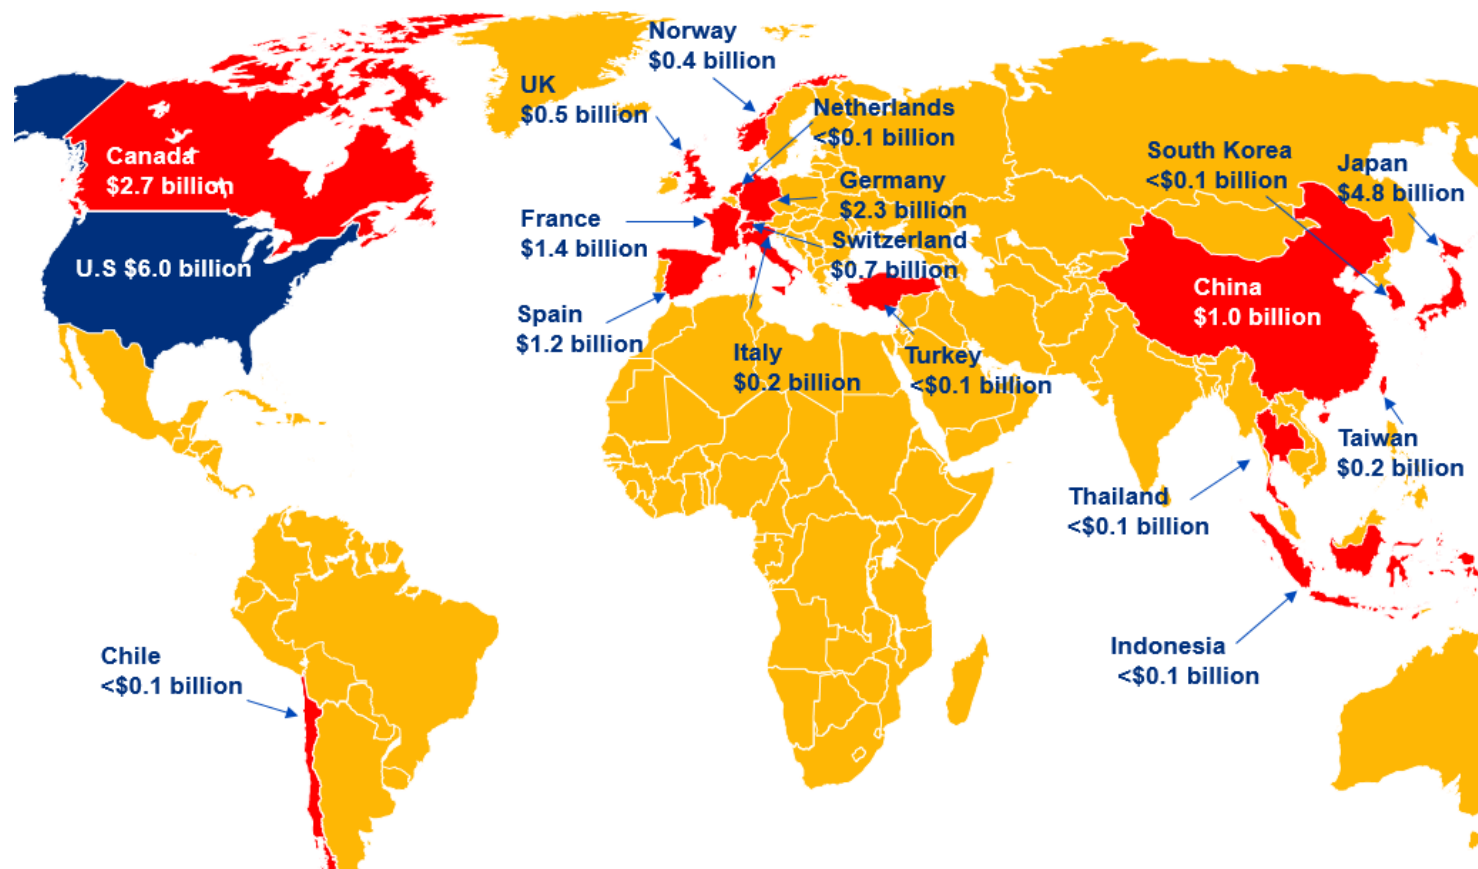 Norway
$0.4 billion
UK
$0.5 billion
Netherlands
<$0.1 billion
Canada
$2.7 billion
South Korea
<$0.1 billion
Japan
$4.8 billion
Germany
$2.3 billion
France
$1.4 billion
Switzerland
$0.7 billion
U.S $6.0 billion
China
$1.0 billion
Spain
$1.2 billion
Italy
$0.2 billion
Turkey
<$0.1 billion
Taiwan
$0.2 billion
Thailand
<$0.1 billion
Indonesia
<$0.1 billion
Chile
<$0.1 billion